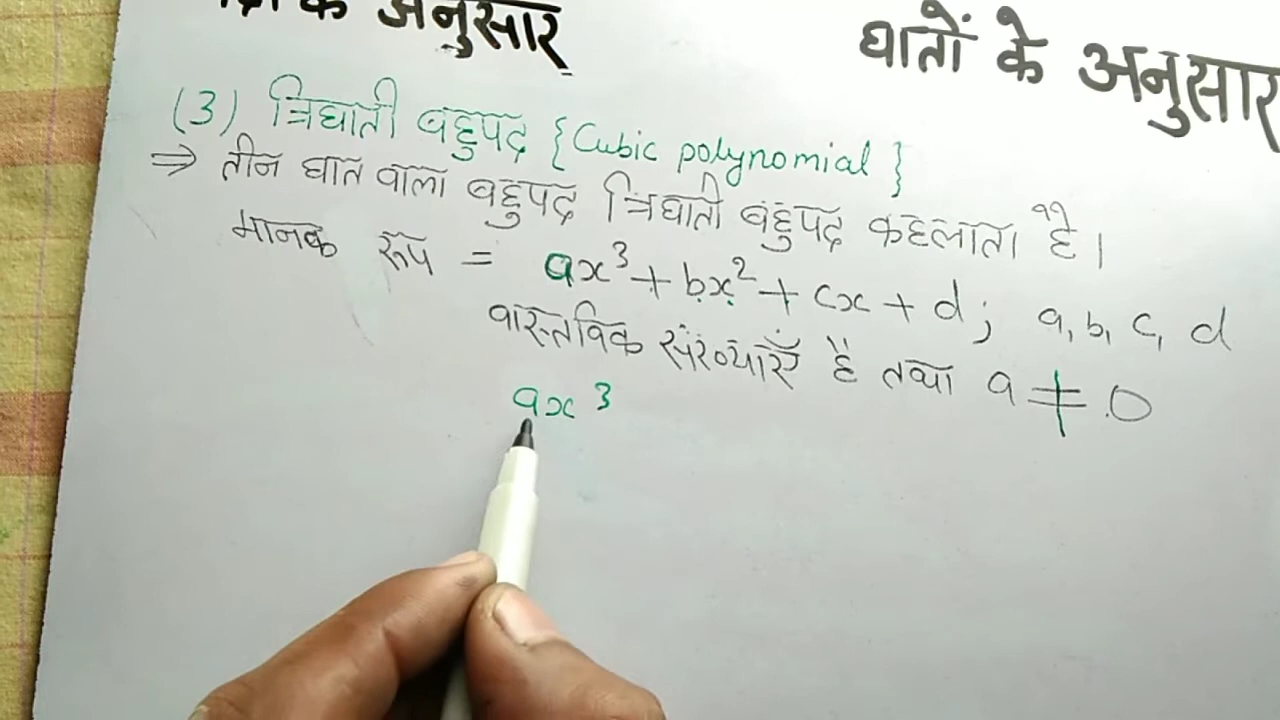 के अनुसार
घातों के अनुसार
(3) त्रिघाती बहुपद {Cubic polynomial}
⇒ तीन घात वाला बहुपद त्रिघाती बहुपद कहलाता है।
मानक रूप = ax³ + bx² + cx + d; a, b, c, d
वास्तविक संख्याएँ है तथा a ≠ 0
ax³